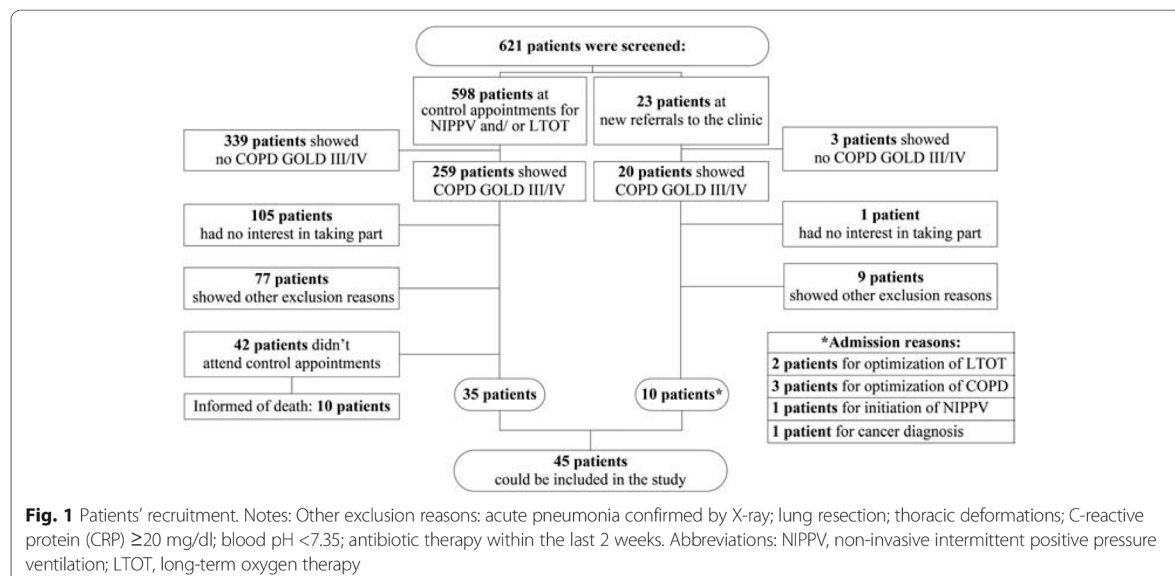 621 patients were screened:
598 patients at
control appointments for
NIPPV and/ or LTOT
23 patients at
new referrals to the clinic
339 patients showed
no COPD GOLD III/IV
3 patients showed
no COPD GOLD III/IV
259 patients showed
COPD GOLD III/IV
20 patients showed
COPD GOLD III/IV
105 patients
had no interest in taking part
1 patient
had no interest in taking part
77 patients
showed other exclusion reasons
9 patients
showed other exclusion reasons
42 patients didn't
attend control appointments
Informed of death: 10 patients
35 patients
10 patients*
*Admission reasons:
2 patients for optimization of LTOT
3 patients for optimization of COPD
1 patients for initiation of NIPPV
1 patient for cancer diagnosis
45 patients
could be included in the study
Fig. 1 Patients' recruitment. Notes: Other exclusion reasons: acute pneumonia confirmed by X-ray; lung resection; thoracic deformations; C-reactive
protein (CRP) ≥20 mg/dl; blood pH <7.35; antibiotic therapy within the last 2 weeks. Abbreviations: NIPPV, non-invasive intermittent positive pressure
ventilation; LTOT, long-term oxygen therapy